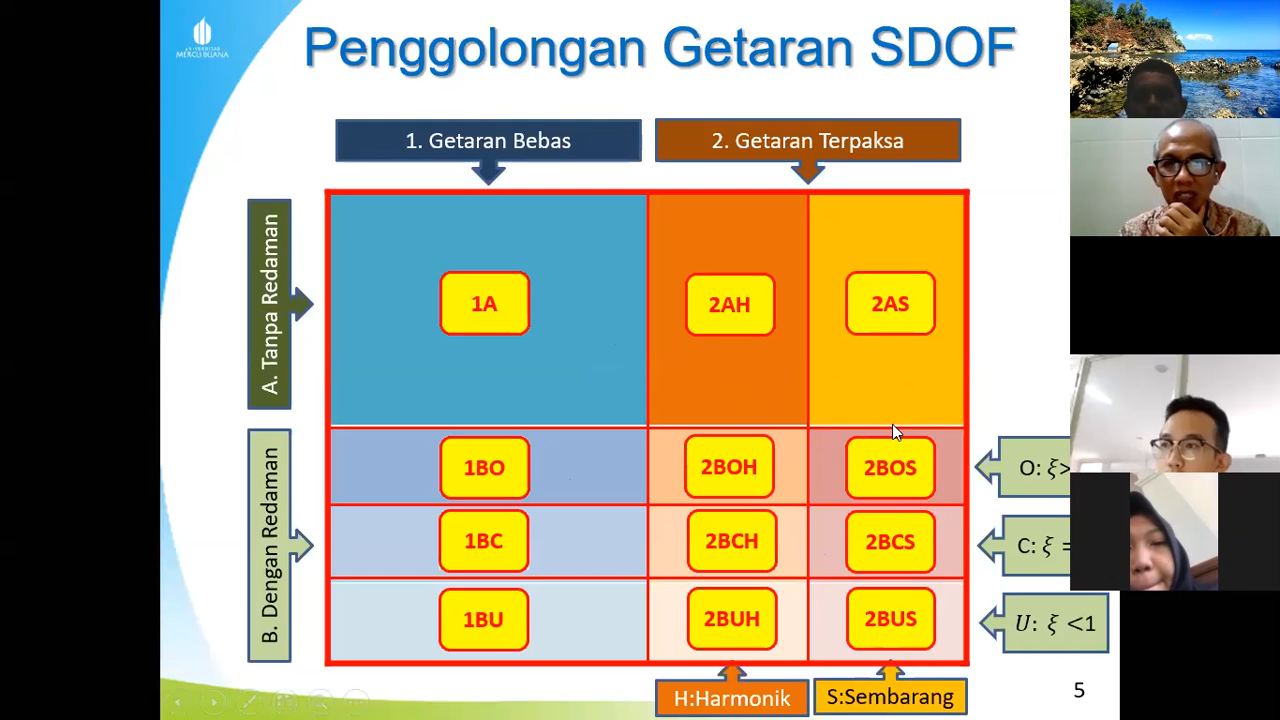 UNIVERSITAS
MERCU BUANA
Penggolongan Getaran SDOF
1. Getaran Bebas
2. Getaran Terpaksa
A. Tanpa Redaman
1A
2AH
2AS
B. Dengan Redaman
1BO
2BOH
2BOS
O: ξ>
1BC
2BCH
2BCS
C: ξ =
1BU
2BUH
2BUS
U: ξ <1
H:Harmonik
S:Sembarang
5